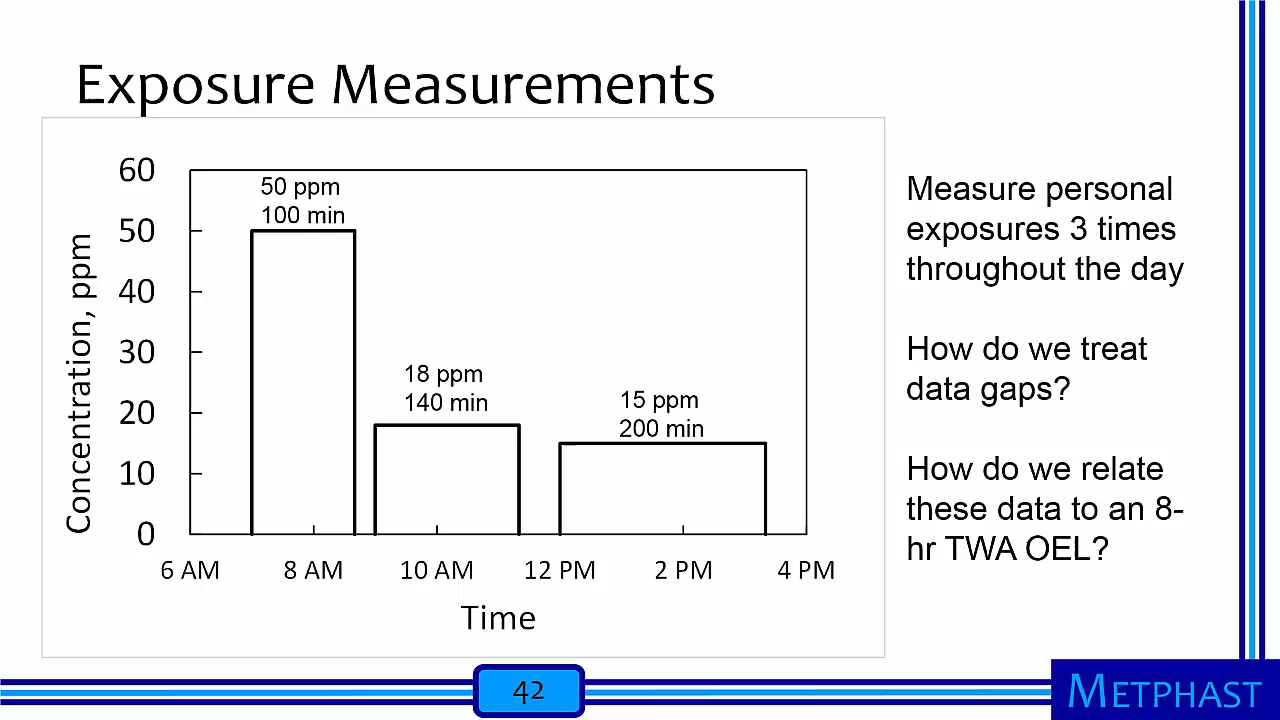 Exposure Measurements
60
50
40
30
20
10
0
Concentration, ppm
50 ppm
100 min
18 ppm
140 min
15 ppm
200 min
6 AM
8 AM
10 AM
12 PM
2 PM
4 PM
Time
Measure personal
exposures 3 times
throughout the day
How do we treat
data gaps?
How do we relate
these data to an 8-
hr TWA OEL?
42
METPHAST